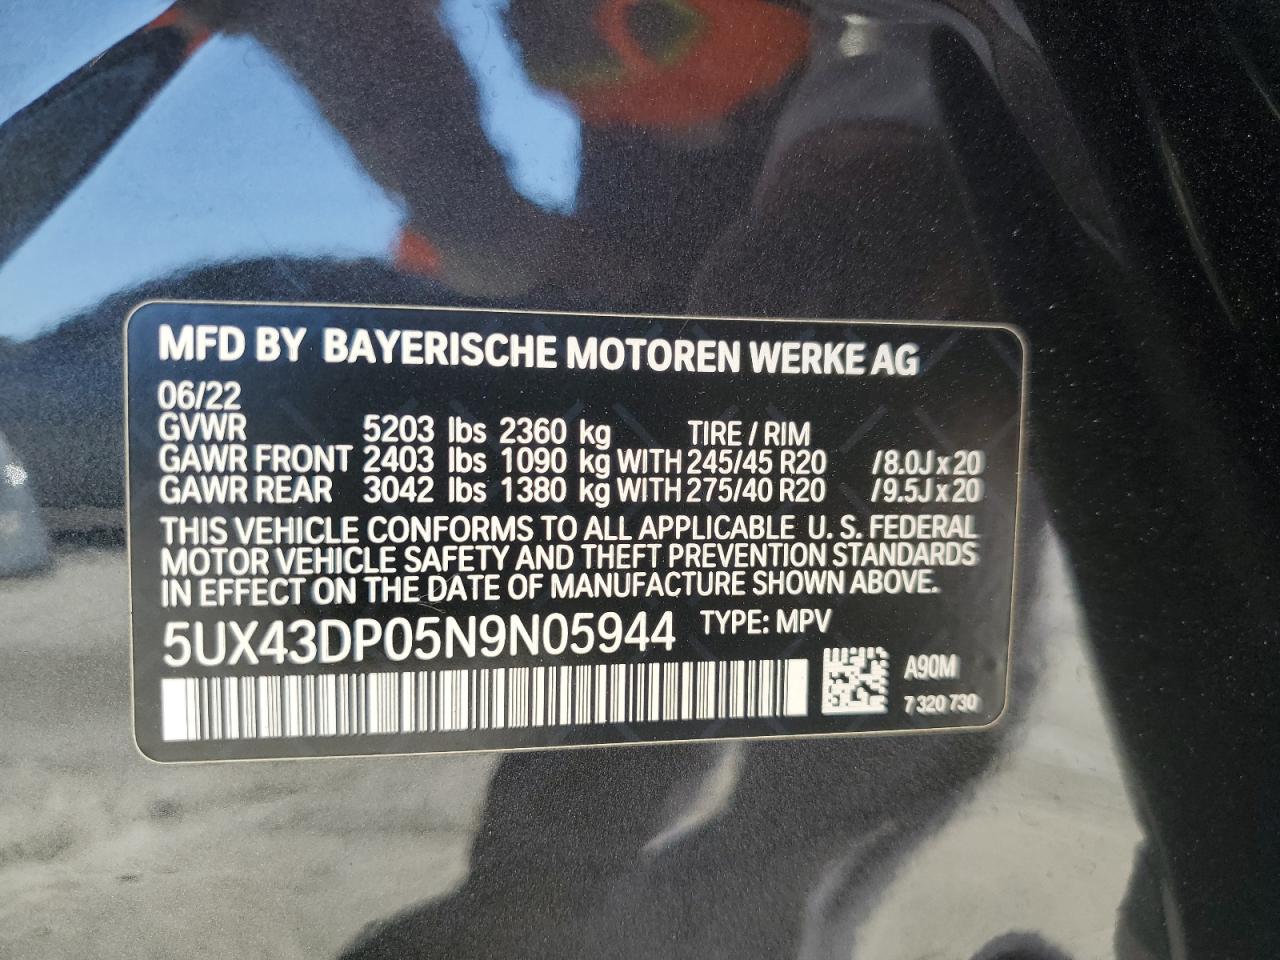 MFD BY BAYERISCHE MOTOREN WERKE AG
06/22
GVWR 5203 lbs 2360 kg TIRE / RIM
GAWR FRONT 2403 lbs 1090 kg WITH 245/45 R20 /8.0J x 20
GAWR REAR 3042 lbs 1380 kg WITH 275/40 R20 /9.5J x 20
THIS VEHICLE CONFORMS TO ALL APPLICABLE U. S. FEDERAL
MOTOR VEHICLE SAFETY AND THEFT PREVENTION STANDARDS
IN EFFECT ON THE DATE OF MANUFACTURE SHOWN ABOVE.
5UX43DP05N9N05944 TYPE: MPV
A90M
7 320 730